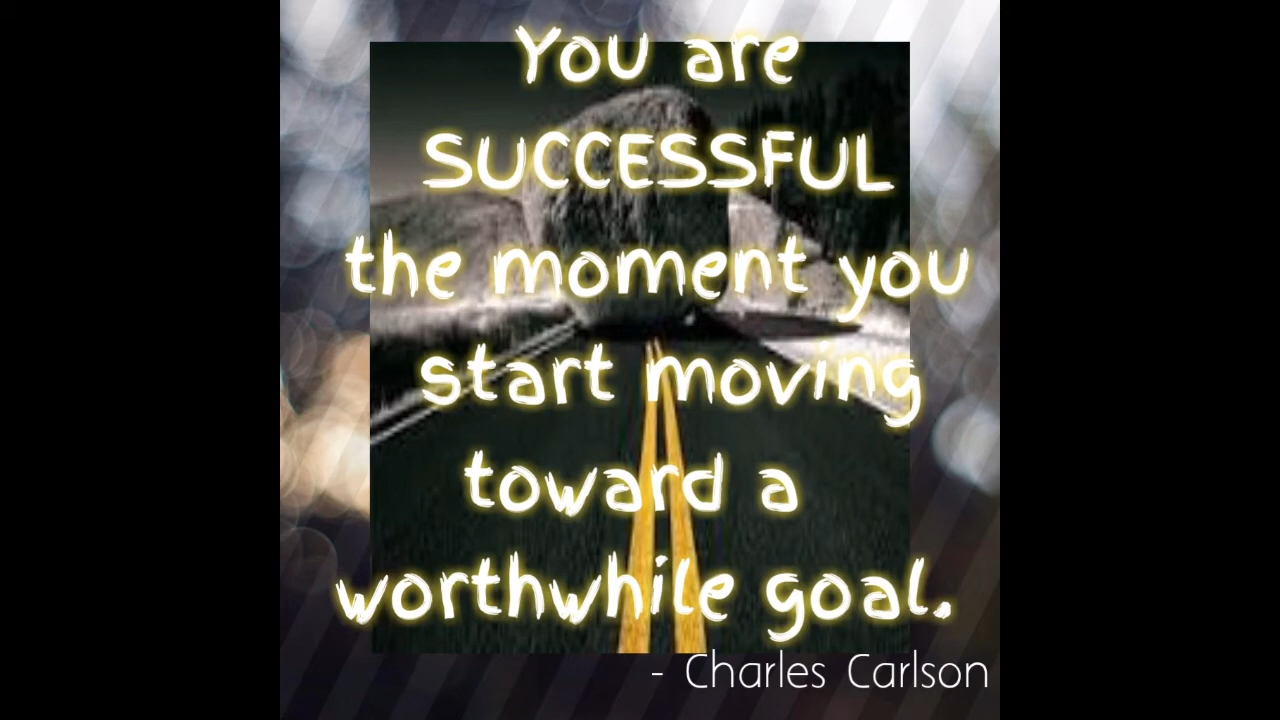 You are
SUCCESSFUL
the moment you
start moving
toward a
worthwhile goal.
- Charles Carlson